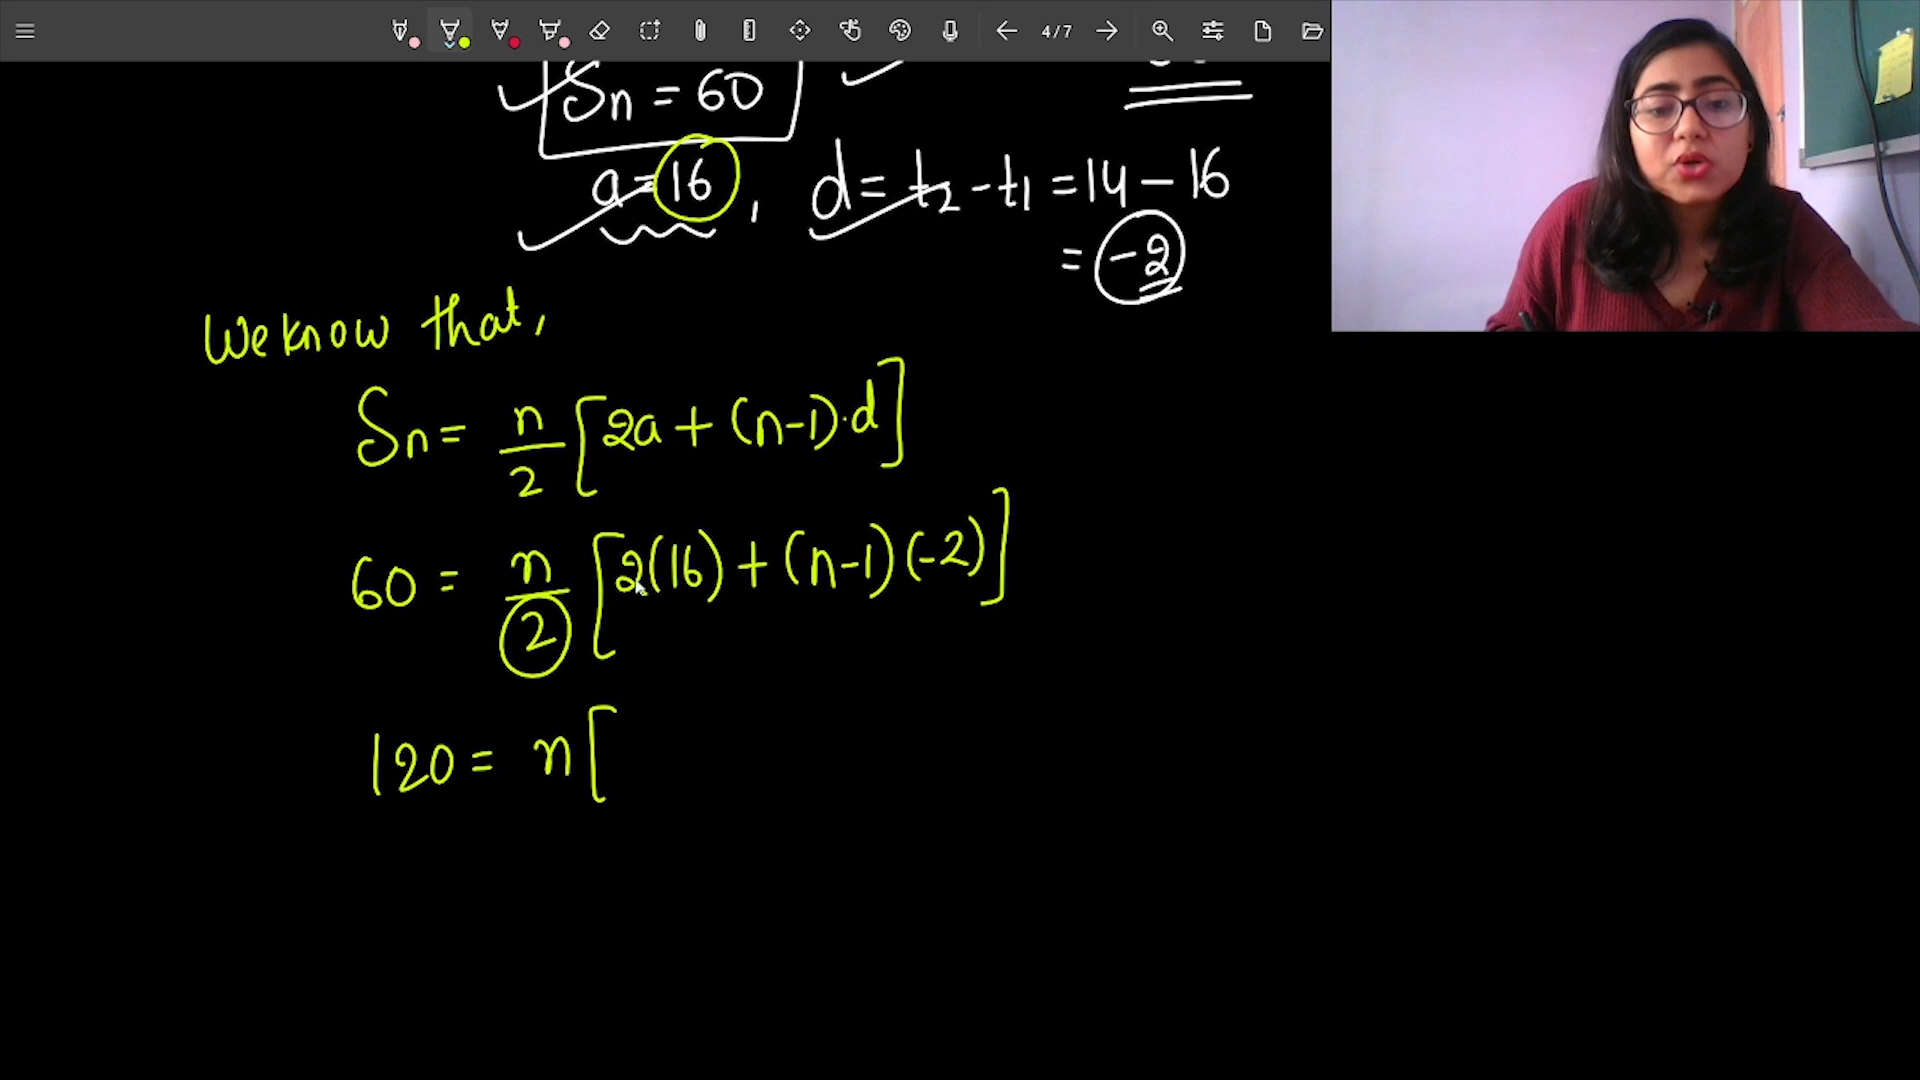 4/7
Sn = 60
a = 16, d = t2 - t1 = 14 - 16
= -2
We know that,
Sn = n/2 [2a + (n-1)·d]
60 = n/2 [2(16) + (n-1)(-2)]
120 = n[